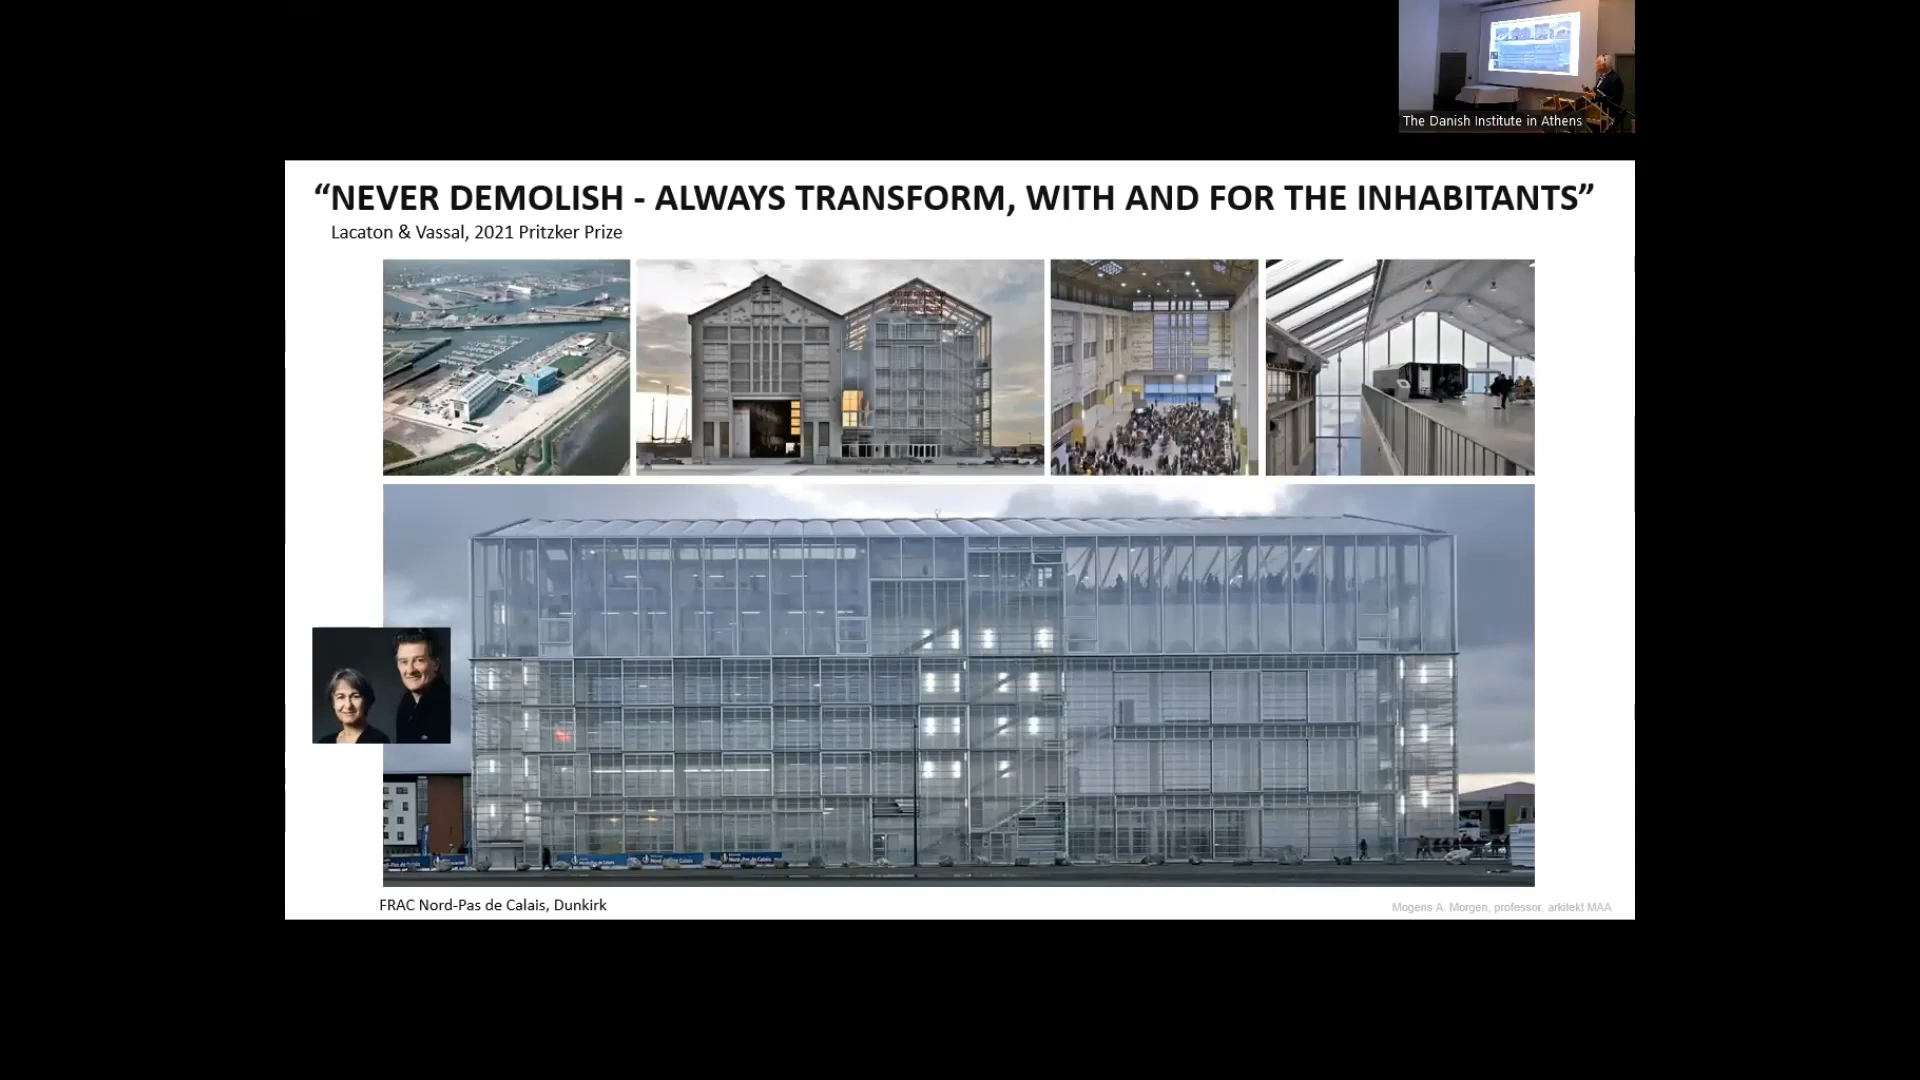 The Danish Institute in Athens
“NEVER DEMOLISH - ALWAYS TRANSFORM, WITH AND FOR THE INHABITANTS”
Lacaton & Vassal, 2021 Pritzker Prize
FRAC Nord-Pas de Calais, Dunkirk
Mogens A. Morgen, professor, arkitekt MAA